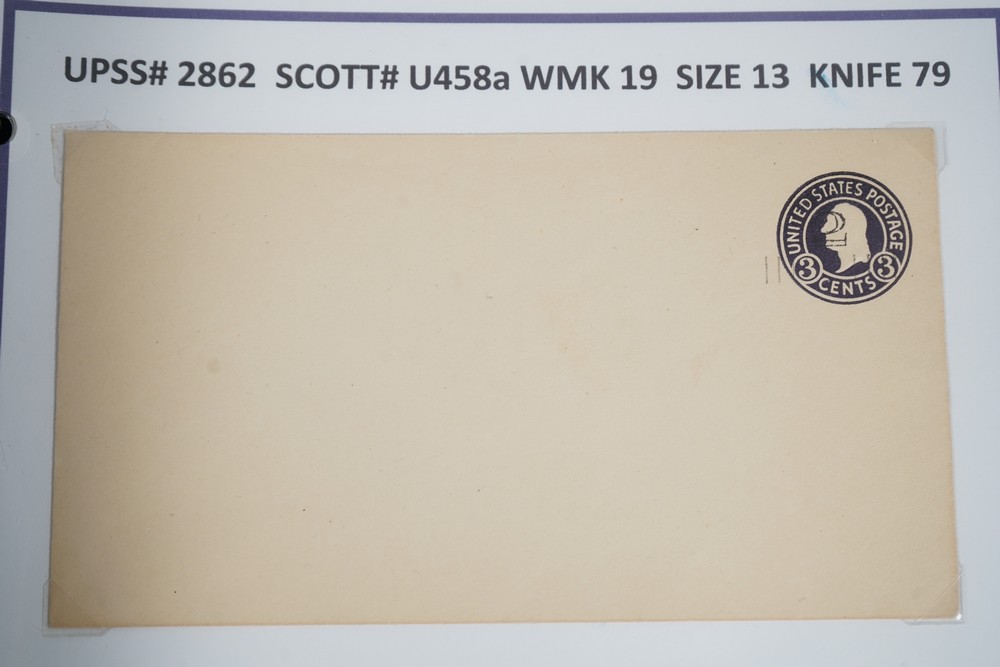 UPSS# 2862 SCOTT# U458a WMK 19 SIZE 13 KNIFE 79
UNITED STATES POSTAGE
3 CENTS 3